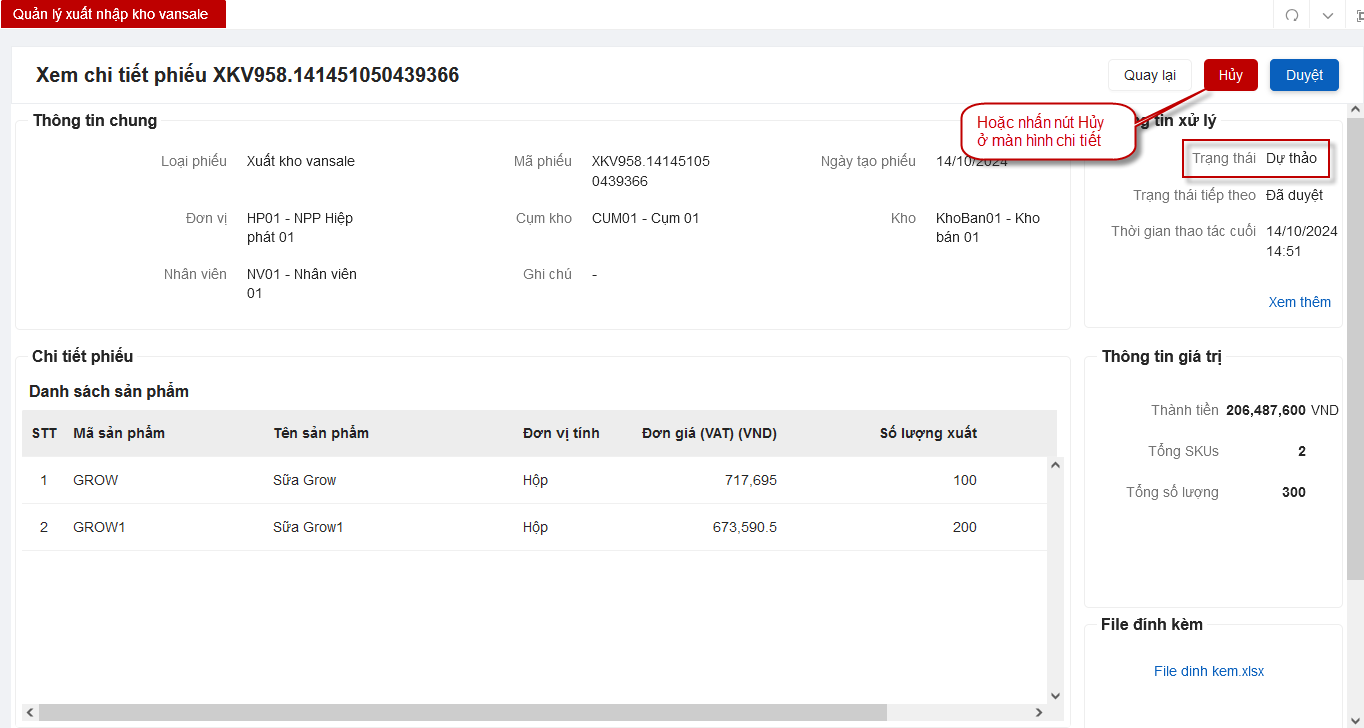 Quản lý xuất nhập kho vansale
Xem chi tiết phiếu XKV958.141451050439366
Quay lại
Hủy
Duyệt
Hoặc nhấn nút Hủy
ở màn hình chi tiết
Thông tin chung
Loại phiếu Xuất kho vansale Mã phiếu XKV958.14145105 Ngày tạo phiếu 14/10/2024
0439366
Đơn vị HP01 - NPP Hiệp Cụm kho CUM01 - Cụm 01 Kho KhoBan01 - Kho
phát 01 bán 01
Nhân viên NV01 - Nhân viên Ghi chú -
01
tin xử lý
Trạng thái Dự thảo
Trạng thái tiếp theo Đã duyệt
Thời gian thao tác cuối 14/10/2024
14:51
Xem thêm
Chi tiết phiếu
Danh sách sản phẩm
STT Mã sản phẩm Tên sản phẩm Đơn vị tính Đơn giá (VAT) (VND) Số lượng xuất
1 GROW Sữa Grow Hộp 717,695 100
2 GROW1 Sữa Grow1 Hộp 673,590.5 200
Thông tin giá trị
Thành tiền 206,487,600 VND
Tổng SKUs 2
Tổng số lượng 300
File đính kèm
File dinh kem.xlsx